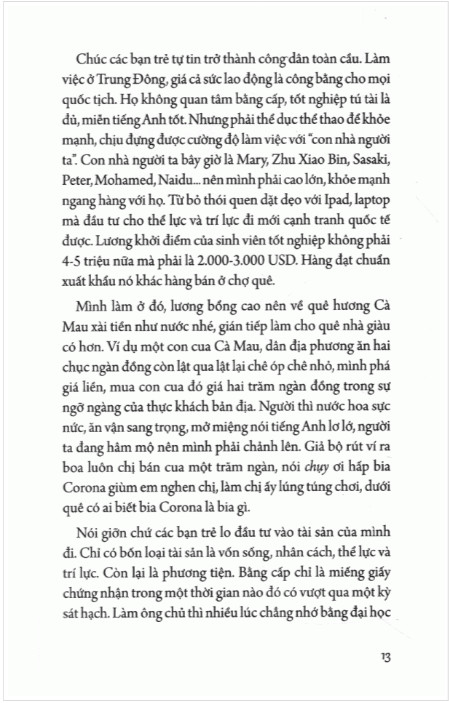 Chúc các bạn trẻ tự tin trở thành công dân toàn cầu. Làm
việc ở Trung Đông, giá cả sức lao động là công bằng cho mọi
quốc tịch. Họ không quan tâm bằng cấp, tốt nghiệp tú tài là
đủ, miễn tiếng Anh tốt. Nhưng phải thể dục thể thao để khỏe
mạnh, chịu đựng được cường độ làm việc với “con nhà người
ta”. Con nhà người ta bây giờ là Mary, Zhu Xiao Bin, Sasaki,
Peter, Mohamed, Naidu... nên mình phải cao lớn, khỏe mạnh
ngang hàng với họ. Từ bỏ thói quen dặt dẹo với Ipad, laptop
mà đầu tư cho thể lực và trí lực đi mới cạnh tranh quốc tế
được. Lương khởi điểm của sinh viên tốt nghiệp không phải
4-5 triệu nữa mà phải là 2.000-3.000 USD. Hàng đạt chuẩn
xuất khẩu nó khác hàng bán ở chợ quê.
Mình làm ở đó, lương bổng cao nên về quê hương Cà
Mau xài tiền như nước nhé, gián tiếp làm cho quê nhà giàu
có hơn. Ví dụ một con cua Cà Mau, dân địa phương ăn hai
chục ngàn đồng còn lật qua lật lại chê óp chê nhỏ, mình phá
giá liền, mua con cua đó giá hai trăm ngàn đồng trong sự
ngỡ ngàng của thực khách bản địa. Người thì nước hoa sực
nức, ăn vận sang trọng, mở miệng nói tiếng Anh lơ lớ, người
ta đang hâm mộ nên mình phải chảnh lên. Giả bộ rút ví ra
boa luôn chị bán cua một trăm ngàn, nói chụy ơi hấp bia
Corona giùm em nghen chị, làm chị ấy lúng túng chơi, dưới
quê có ai biết bia Corona là bia gì.
Nói giỡn chứ các bạn trẻ lo đầu tư vào tài sản của mình
đi. Chỉ có bốn loại tài sản là vốn sống, nhân cách, thể lực và
trí lực. Còn lại là phương tiện. Bằng cấp chỉ là miếng giấy
chứng nhận trong một thời gian nào đó có vượt qua một kỳ
sát hạch. Làm ông chủ thì nhiều lúc chẳng nhớ bằng đại học
13